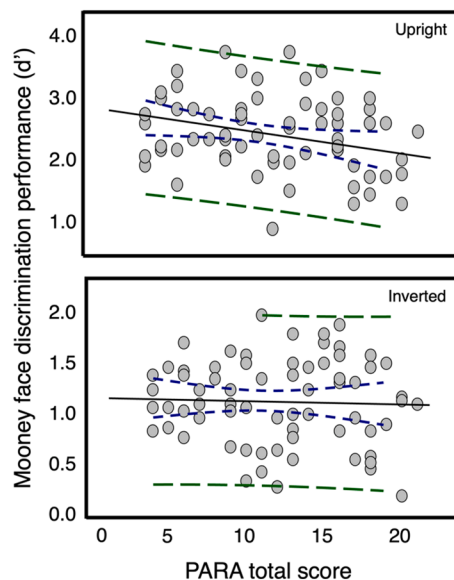 Upright
4.0
3.0
2.0
1.0
Inverted
2.0
1.5
1.0
0.5
0.0
0 5 10 15 20
PARA total score
Mooney face discrimination performance (d')